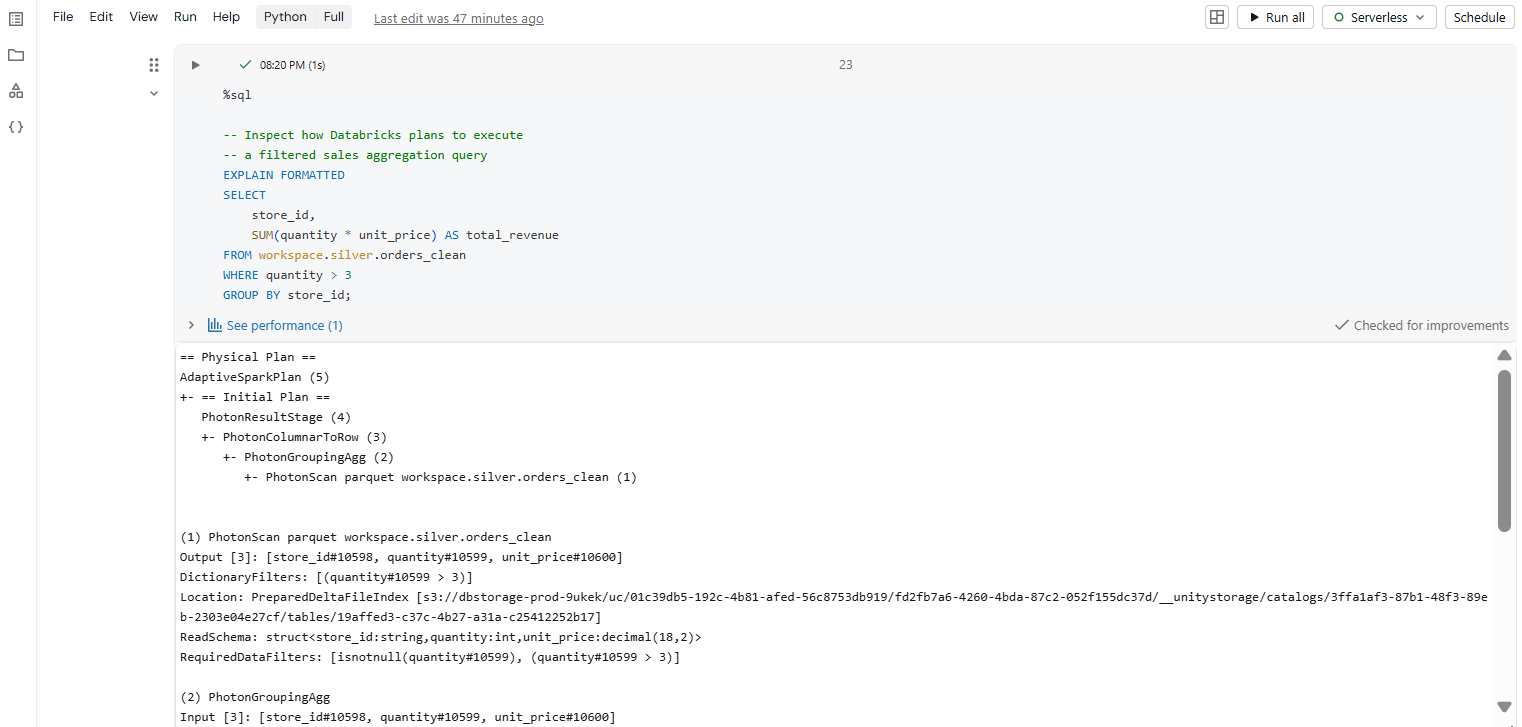 File Edit View Run Help Python Full Last edit was 47 minutes ago Run all Serverless Schedule
08:20 PM (1s) 23
%sql
-- Inspect how Databricks plans to execute
-- a filtered sales aggregation query
EXPLAIN FORMATTED
SELECT
    store_id,
    SUM(quantity * unit_price) AS total_revenue
FROM workspace.silver.orders_clean
WHERE quantity > 3
GROUP BY store_id;
See performance (1) Checked for improvements
== Physical Plan ==
AdaptiveSparkPlan (5)
+- == Initial Plan ==
   PhotonResultStage (4)
   +- PhotonColumnarToRow (3)
      +- PhotonGroupingAgg (2)
         +- PhotonScan parquet workspace.silver.orders_clean (1)
(1) PhotonScan parquet workspace.silver.orders_clean
Output [3]: [store_id#10598, quantity#10599, unit_price#10600]
DictionaryFilters: [(quantity#10599 > 3)]
Location: PreparedDeltaFileIndex [s3://dbstorage-prod-9ukek/uc/01c39db5-192c-4b81-afed-56c8753db919/fd2fb7a6-4260-4bda-87c2-052f155dc37d/__unitystorage/catalogs/3ffa1af3-87b1-48f3-89e
b-2303e04e27cf/tables/19affed3-c37c-4b27-a31a-c25412252b17]
ReadSchema: struct<store_id:string,quantity:int,unit_price:decimal(18,2)>
RequiredDataFilters: [isnotnull(quantity#10599), (quantity#10599 > 3)]
(2) PhotonGroupingAgg
Input [3]: [store_id#10598, quantity#10599, unit_price#10600]